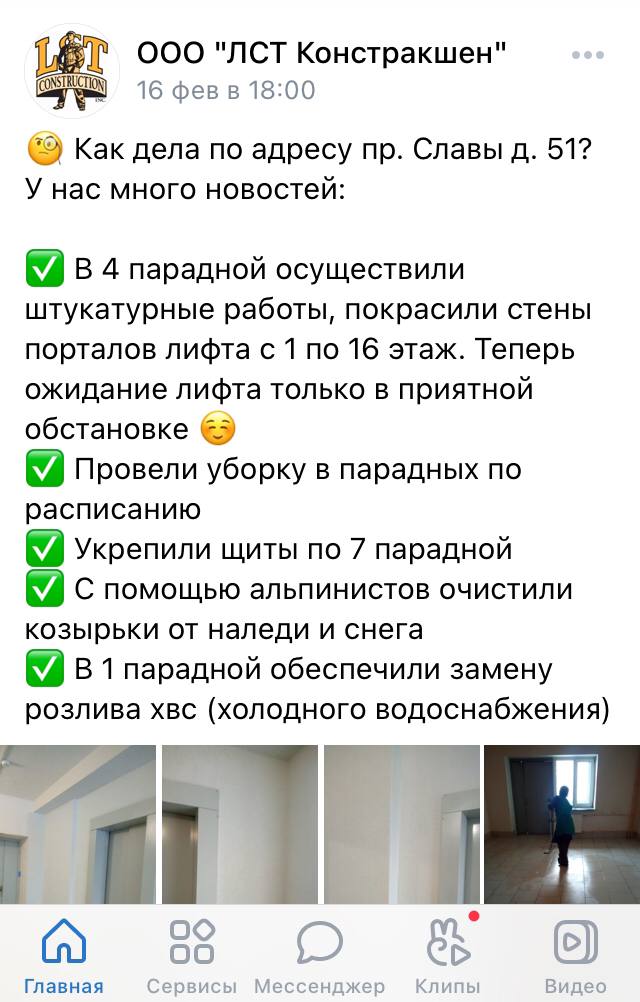 LST
CONSTRUCTION
INC.
ООО "ЛСТ Констракшен"
16 фев в 18:00
🧐 Как дела по адресу пр. Славы д. 51?
У нас много новостей:
✅ В 4 парадной осуществили
штукатурные работы, покрасили стены
порталов лифта с 1 по 16 этаж. Теперь
ожидание лифта только в приятной
обстановке ☺️
✅ Провели уборку в парадных по
расписанию
✅ Укрепили щиты по 7 парадной
✅ С помощью альпинистов очистили
козырьки от наледи и снега
✅ В 1 парадной обеспечили замену
розлива хвс (холодного водоснабжения)
Главная Сервисы Мессенджер Клипы Видео